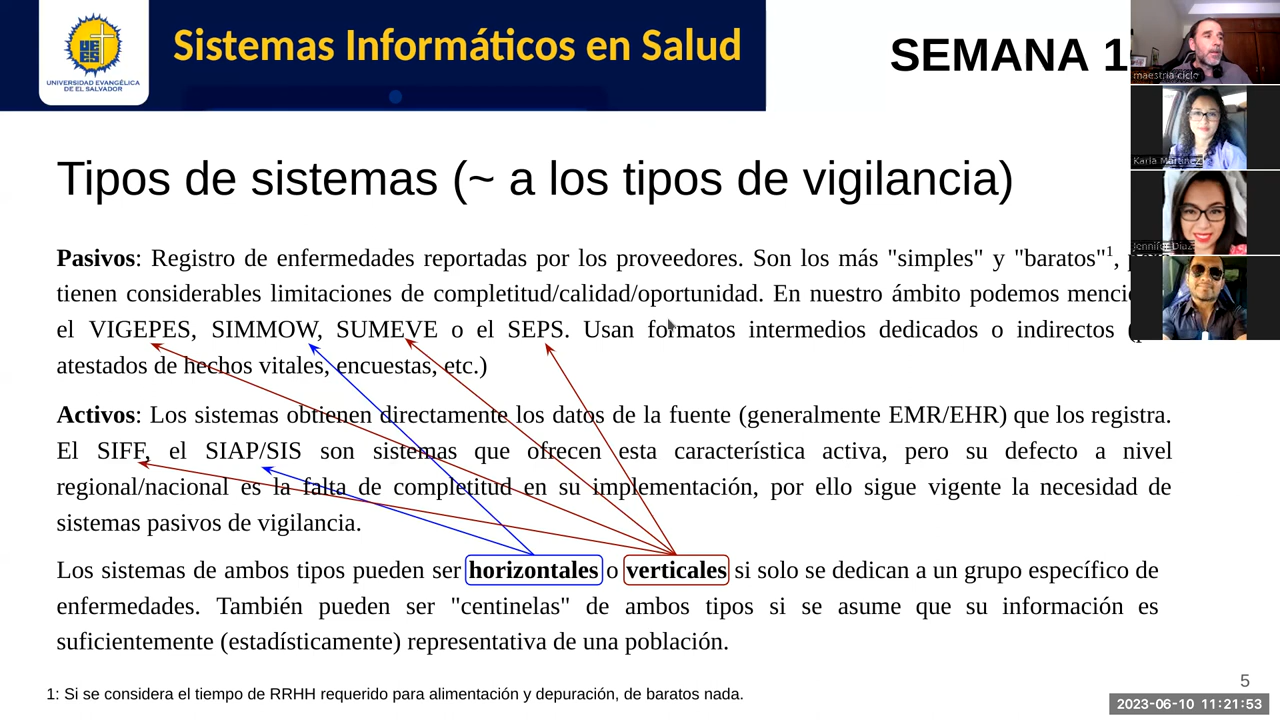 UNIVERSIDAD EVANGÉLICA
DE EL SALVADOR
Sistemas Informáticos en Salud
SEMANA 1
maestria ciclo
Karla Martinez
Jennifer Diaz
Tipos de sistemas (~ a los tipos de vigilancia)
Pasivos: Registro de enfermedades reportadas por los proveedores. Son los más "simples" y "baratos"1,
tienen considerables limitaciones de completitud/calidad/oportunidad. En nuestro ámbito podemos
el VIGEPES, SIMMOW, SUMEVE o el SEPS. Usan formatos intermedios dedicados o indirectos
atestados de hechos vitales, encuestas, etc.)
Activos: Los sistemas obtienen directamente los datos de la fuente (generalmente EMR/EHR) que los registra.
El SIFF, el SIAP/SIS son sistemas que ofrecen esta característica activa, pero su defecto a nivel
regional/nacional es la falta de completitud en su implementación, por ello sigue vigente la necesidad de
sistemas pasivos de vigilancia.
Los sistemas de ambos tipos pueden ser horizontales o verticales si solo se dedican a un grupo específico de
enfermedades. También pueden ser "centinelas" de ambos tipos si se asume que su información es
suficientemente (estadísticamente) representativa de una población.
1: Si se considera el tiempo de RRHH requerido para alimentación y depuración, de baratos nada.
5
2023-06-10 11:21:53